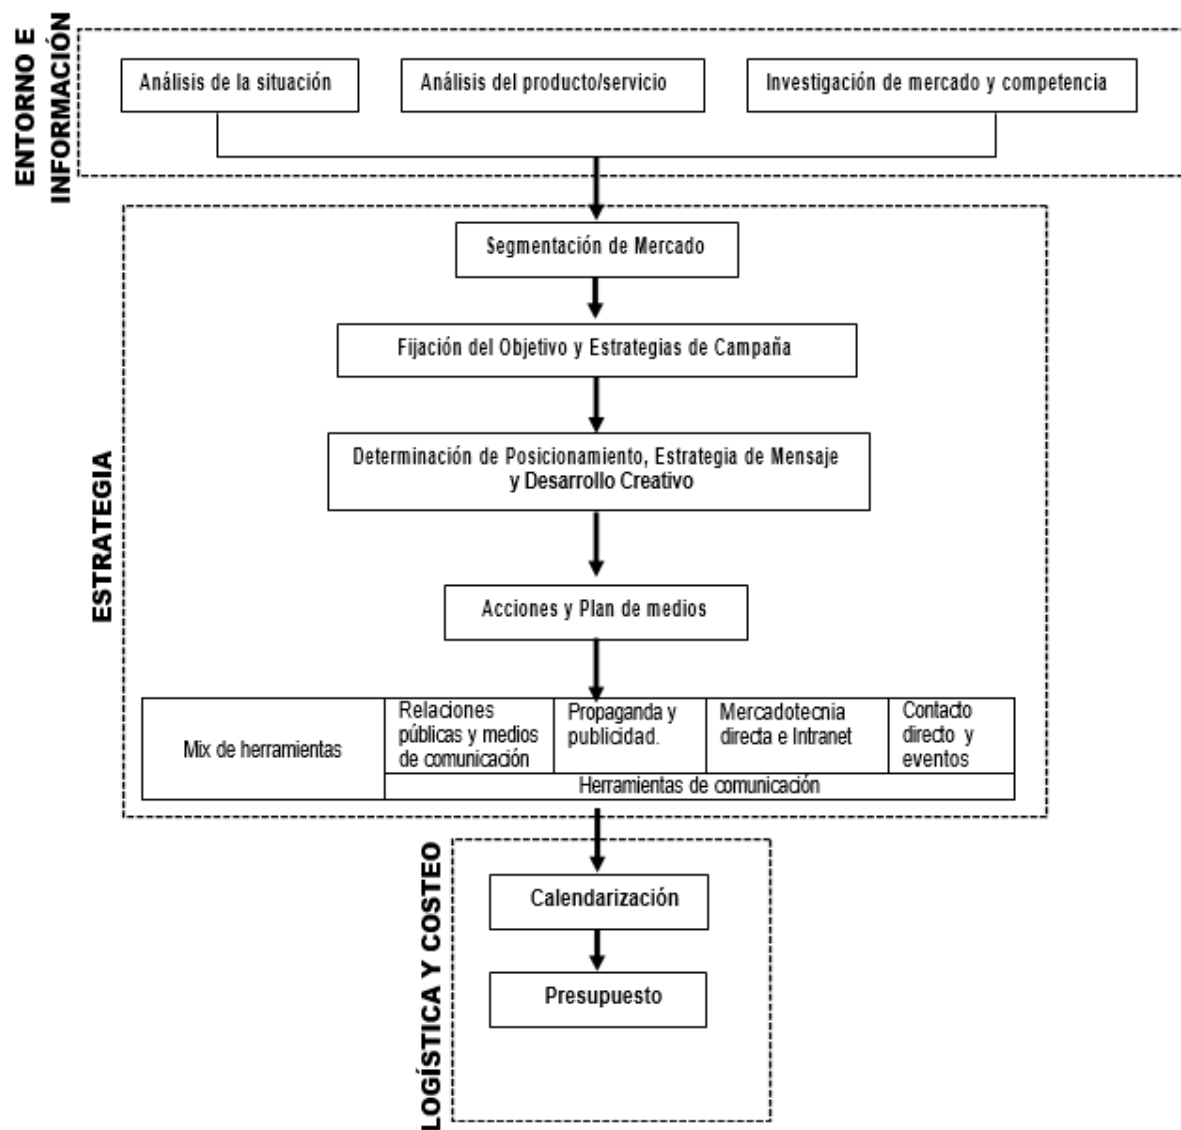 ENTORNO E
INFORMACIÓN
Análisis de la situación
Análisis del producto/servicio
Investigación de mercado y competencia
ESTRATEGIA
Segmentación de Mercado
Fijación del Objetivo y Estrategias de Campaña
Determinación de Posicionamiento, Estrategia de Mensaje
y Desarrollo Creativo
Acciones y Plan de medios
Mix de herramientas
Relaciones
públicas y medios
de comunicación
Propaganda y
publicidad.
Mercadotecnia
directa e Intranet
Contacto
directo y
eventos
Herramientas de comunicación
LOGÍSTICA Y COSTEO
Calendarización
Presupuesto